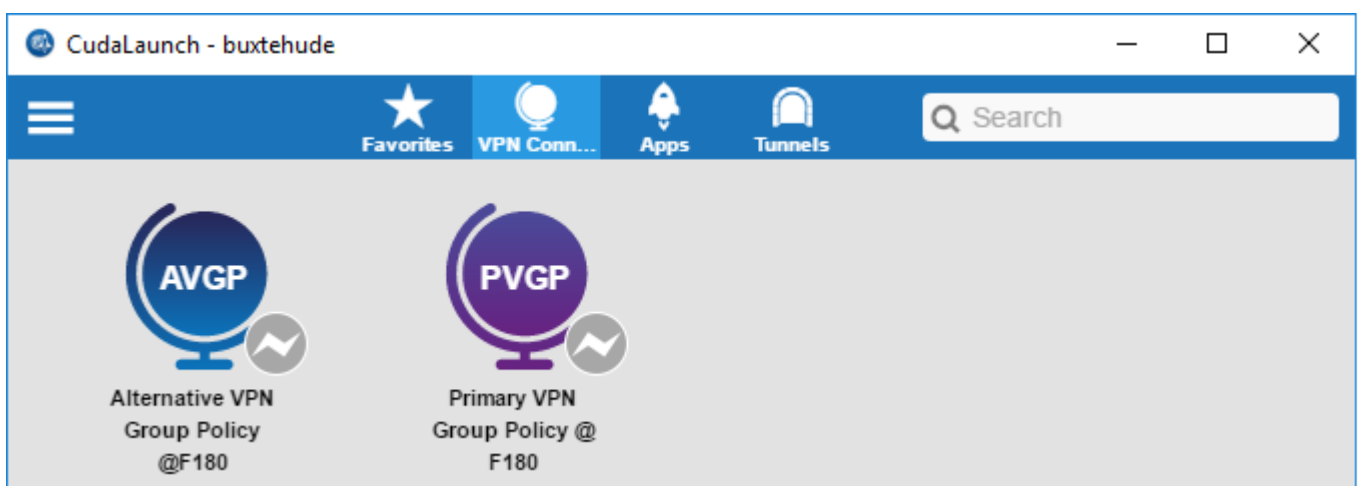 CudaLaunch - buxtehude
Favorites
VPN Conn...
Apps
Tunnels
Search
AVGP
PVGP
Alternative VPN
Group Policy
@F180
Primary VPN
Group Policy @
F180